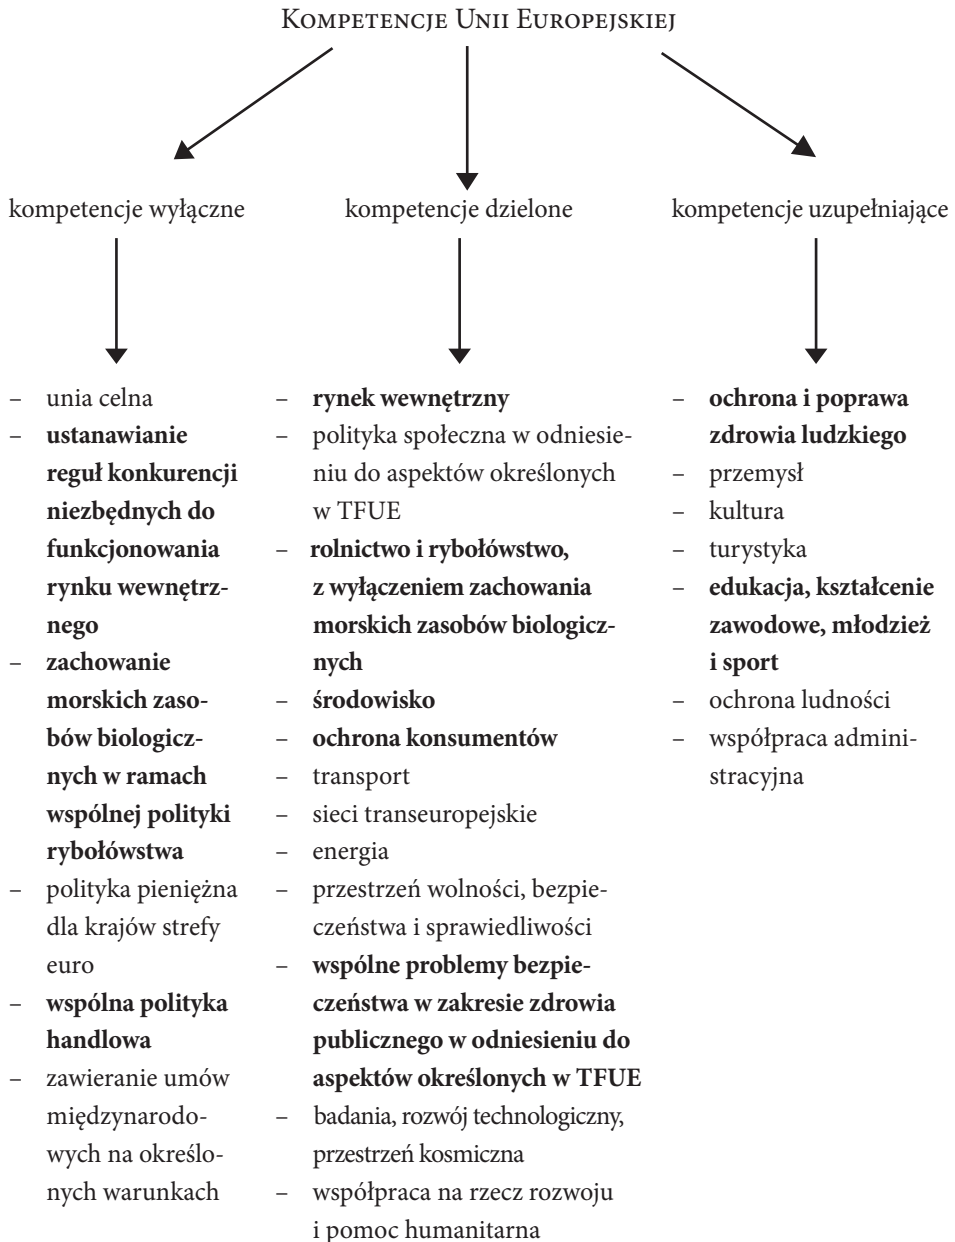 Kompetencje Unii Europejskiej
kompetencje wyłączne
kompetencje dzielone
kompetencje uzupełniające
– unia celna
– ustanawianie
reguł konkurencji
niezbędnych do
funkcjonowania
rynku wewnętrz-
nego
– zachowanie
morskich zaso-
bów biologicz-
nych w ramach
wspólnej polityki
rybołówstwa
– polityka pieniężna
dla krajów strefy
euro
– wspólna polityka
handlowa
– zawieranie umów
międzynarodo-
wych na określo-
nych warunkach
– rynek wewnętrzny
– polityka społeczna w odniesie-
niu do aspektów określonych
w TFUE
– rolnictwo i rybołówstwo,
z wyłączeniem zachowania
morskich zasobów biologicz-
nych
– środowisko
– ochrona konsumentów
– transport
– sieci transeuropejskie
– energia
– przestrzeń wolności, bezpie-
czeństwa i sprawiedliwości
– wspólne problemy bezpie-
czeństwa w zakresie zdrowia
publicznego w odniesieniu do
aspektów określonych w TFUE
– badania, rozwój technologiczny,
przestrzeń kosmiczna
– współpraca na rzecz rozwoju
i pomoc humanitarna
– ochrona i poprawa
zdrowia ludzkiego
– przemysł
– kultura
– turystyka
– edukacja, kształcenie
zawodowe, młodzież
i sport
– ochrona ludności
– współpraca admini-
stracyjna